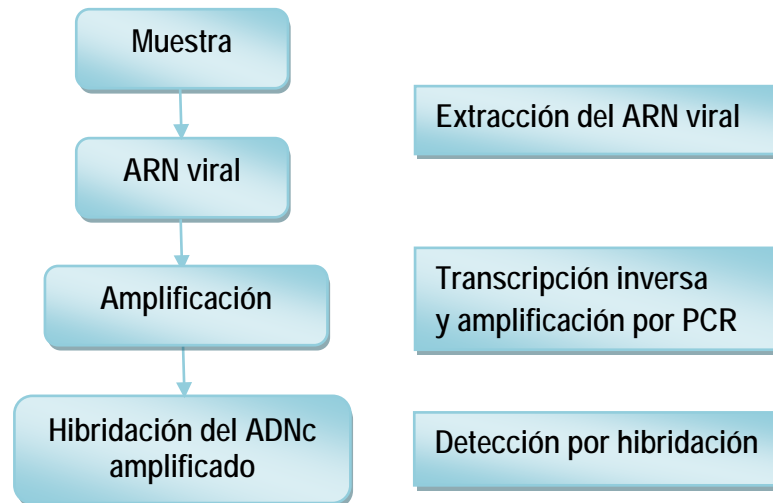 Muestra
Extracción del ARN viral
ARN viral
Amplificación
Transcripción inversa
y amplificación por PCR
Hibridación del ADNc
amplificado
Detección por hibridación